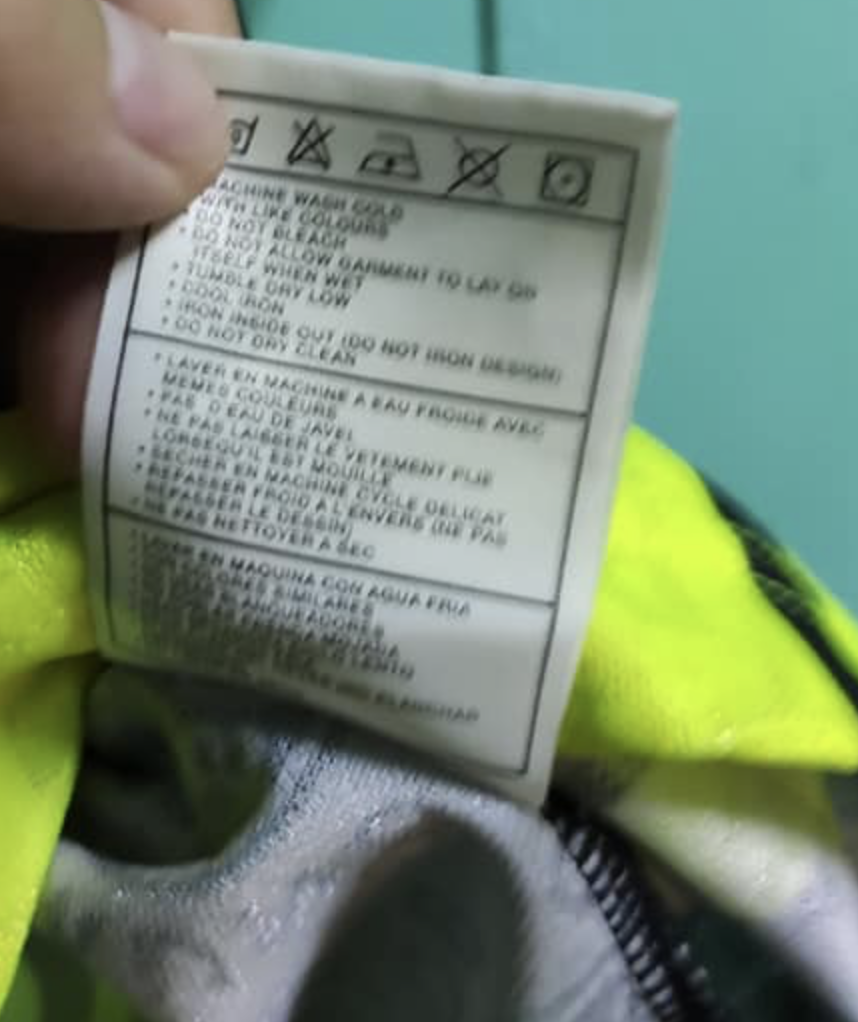 MACHINE WASH COLD
WITH LIKE COLOURS
• DO NOT BLEACH
• DO NOT ALLOW GARMENT TO LAY ON
ITSELF WHEN WET
• TUMBLE DRY LOW
• COOL IRON
• IRON INSIDE OUT (DO NOT IRON DESIGN)
• DO NOT DRY CLEAN
• LAVER EN MACHINE A EAU FROIDE AVEC
MEMES COULEURS
• PAS D'EAU DE JAVEL
• NE PAS LAISSER LE VETEMENT PLIE
LORSQU'IL EST MOUILLE
• SECHER EN MACHINE CYCLE DELICAT
• REPASSER FROID A L'ENVERS (NE PAS
REPASSER LE DESSIN)
• NE PAS NETTOYER A SEC
EN MAQUINA CON AGUA FRIA
COLORES SIMILARES
BLANQUEADORES
LENTO
PLANCHAR